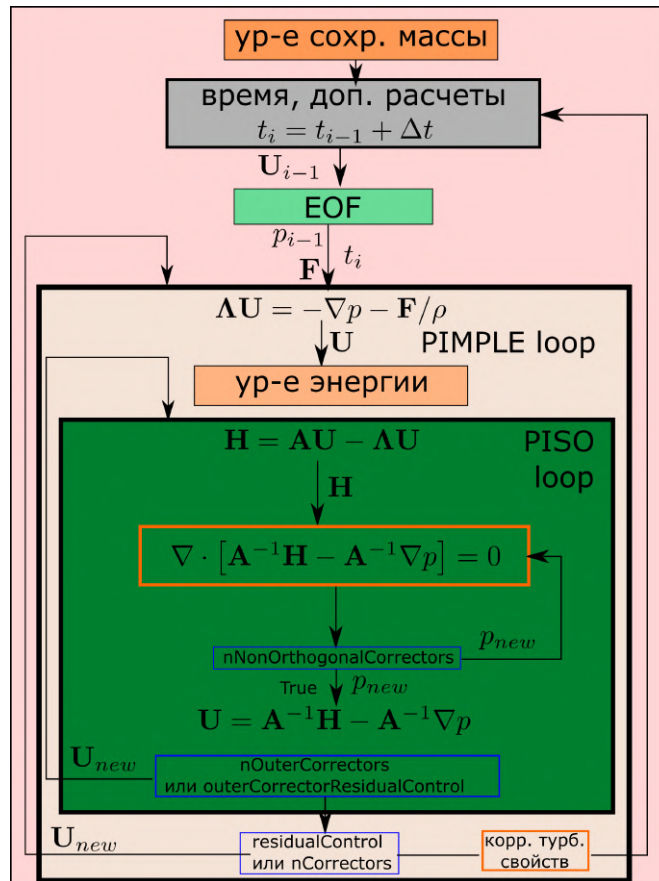 ур-е сохр. массы
время, доп. расчеты
t_i = t_{i-1} + Δt
U_{i-1}
EOF
p_{i-1}
t_i
F
ΛU = −∇p − F/ρ
U
PIMPLE loop
ур-е энергии
H = AU − ΛU
PISO
loop
H
∇ · [A^{-1}H − A^{-1}∇p] = 0
p_{new}
nNonOrthogonalCorrectors
True
p_{new}
U = A^{-1}H − A^{-1}∇p
U_{new}
nOuterCorrectors
или outerCorrectorResidualControl
U_{new}
residualControl
или nCorrectors
корр. турб.
свойств